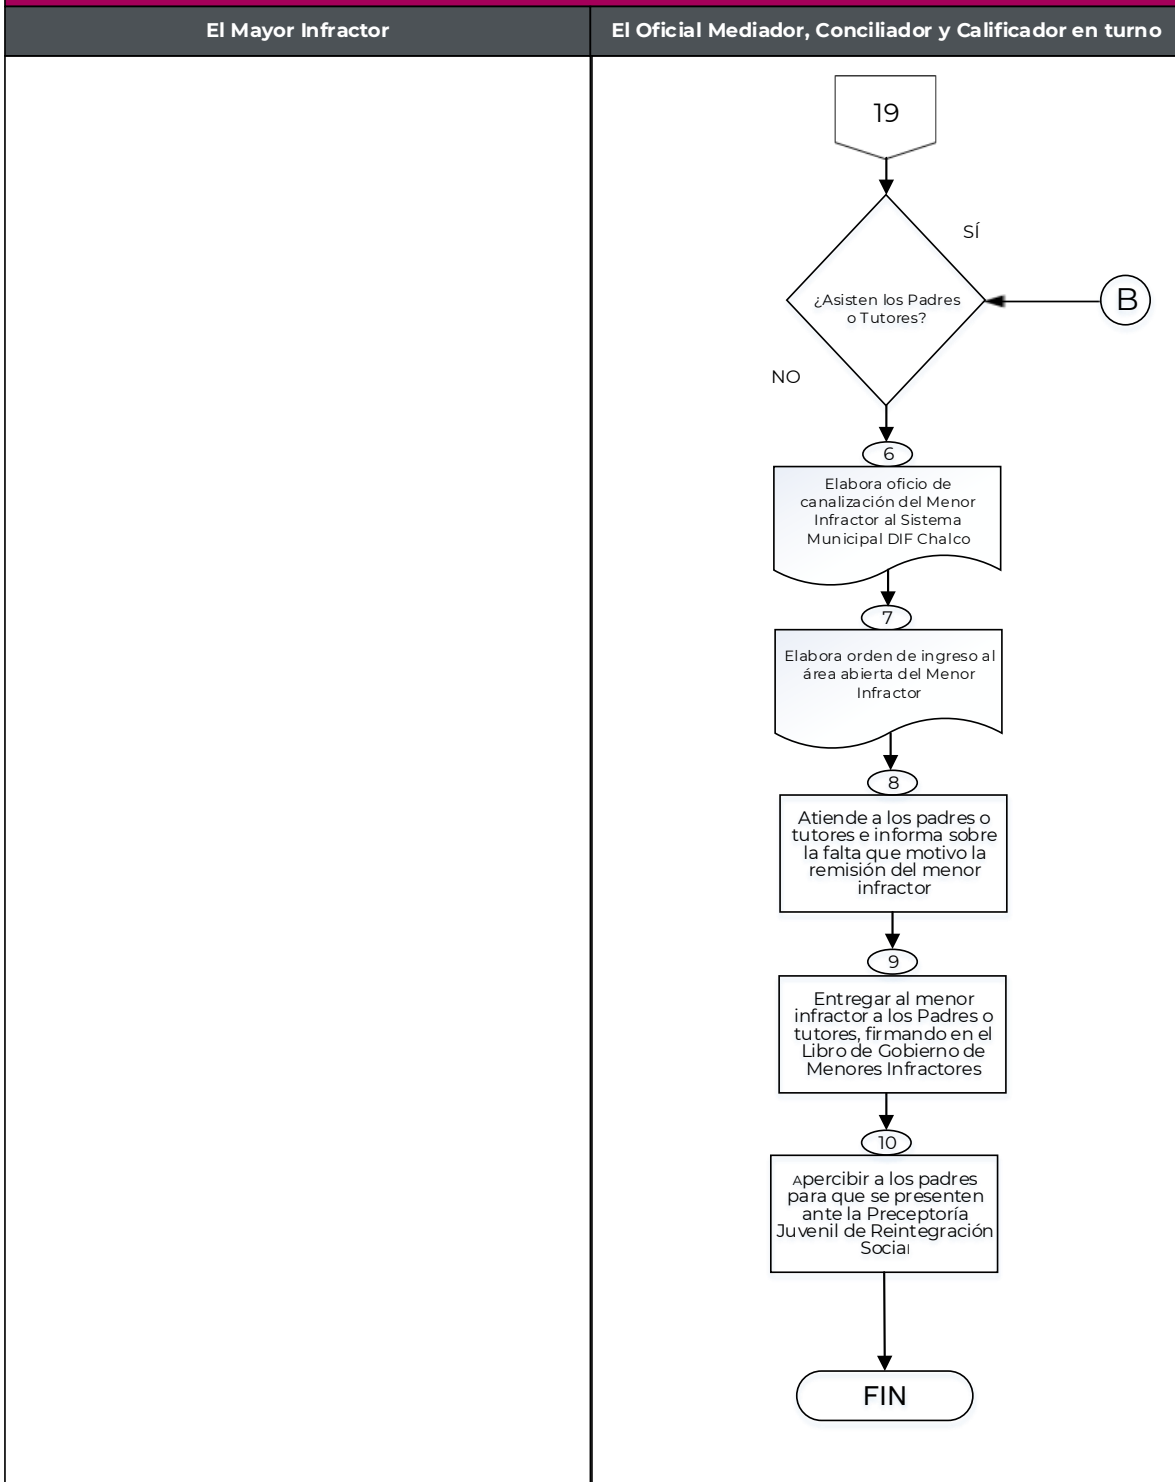 El Mayor Infractor
El Oficial Mediador, Conciliador y Calificador en turno
19
SÍ
¿Asisten los Padres
o Tutores?
B
NO
6
Elabora oficio de
canalización del Menor
Infractor al Sistema
Municipal DIF Chalco
7
Elabora orden de ingreso al
área abierta del Menor
Infractor
8
Atiende a los padres o
tutores e informa sobre
la falta que motivo la
remisión del menor
infractor
9
Entregar al menor
infractor a los Padres o
tutores, firmando en el
Libro de Gobierno de
Menores Infractores
10
Apercibir a los padres
para que se presenten
ante la Preceptoría
Juvenil de Reintegración
Social
FIN